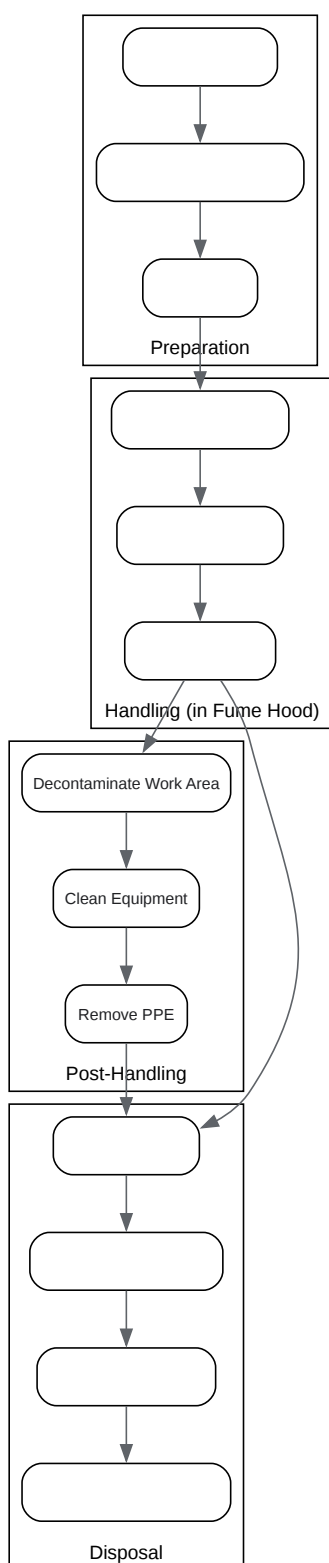 Preparation
Handling (in Fume Hood)
Decontaminate Work Area
Clean Equipment
Remove PPE
Post-Handling
Disposal